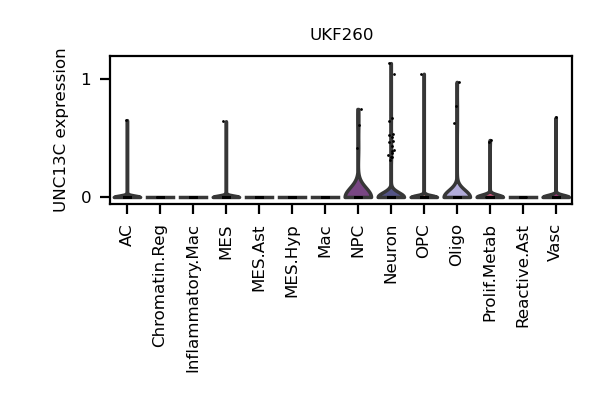 UKF260
UNC13C expression
1
0
AC
Chromatin.Reg
Inflammatory.Mac
MES
MES.Ast
MES.Hyp
Mac
NPC
Neuron
OPC
Oligo
Prolif.Metab
Reactive.Ast
Vasc